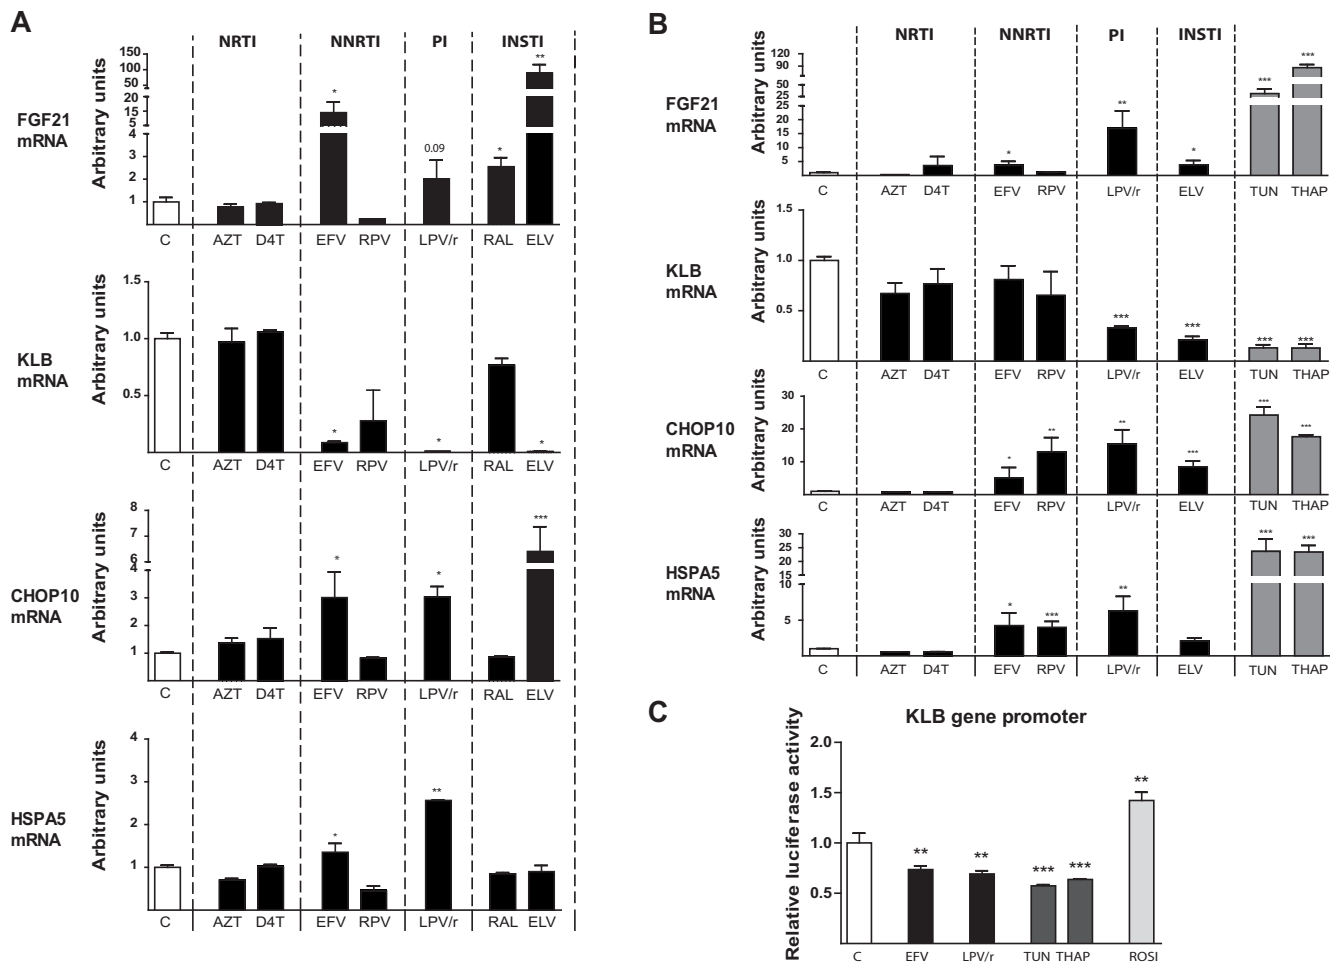 A
NRTI NNRTI PI INSTI
FGF21 mRNA
Arbitrary units
150
100
50
20
15
5
4
3
2
1
* 0.09 * **
C AZT D4T EFV RPV LPV/r RAL ELV
KLB mRNA
Arbitrary units
1.5
1.0
0.5
* * *
C AZT D4T EFV RPV LPV/r RAL ELV
CHOP10 mRNA
Arbitrary units
8
7
6
4
3
2
1
* * ***
C AZT D4T EFV RPV LPV/r RAL ELV
HSPA5 mRNA
Arbitrary units
4
3
2
1
* **
C AZT D4T EFV RPV LPV/r RAL ELV
B
NRTI NNRTI PI INSTI
FGF21 mRNA
Arbitrary units
120
90
50
25
20
15
10
5
* ** * *** ***
C AZT D4T EFV RPV LPV/r ELV TUN THAP
KLB mRNA
Arbitrary units
1.5
1.0
0.5
*** *** *** ***
C AZT D4T EFV RPV LPV/r ELV TUN THAP
CHOP10 mRNA
Arbitrary units
30
20
10
* ** ** *** *** ***
C AZT D4T EFV RPV LPV/r ELV TUN THAP
HSPA5 mRNA
Arbitrary units
30
25
20
15
10
5
* *** ** *** ***
C AZT D4T EFV RPV LPV/r ELV TUN THAP
C
KLB gene promoter
Relative luciferase activity
2.0
1.5
1.0
0.5
** ** *** *** **
C EFV LPV/r TUN THAP ROSI